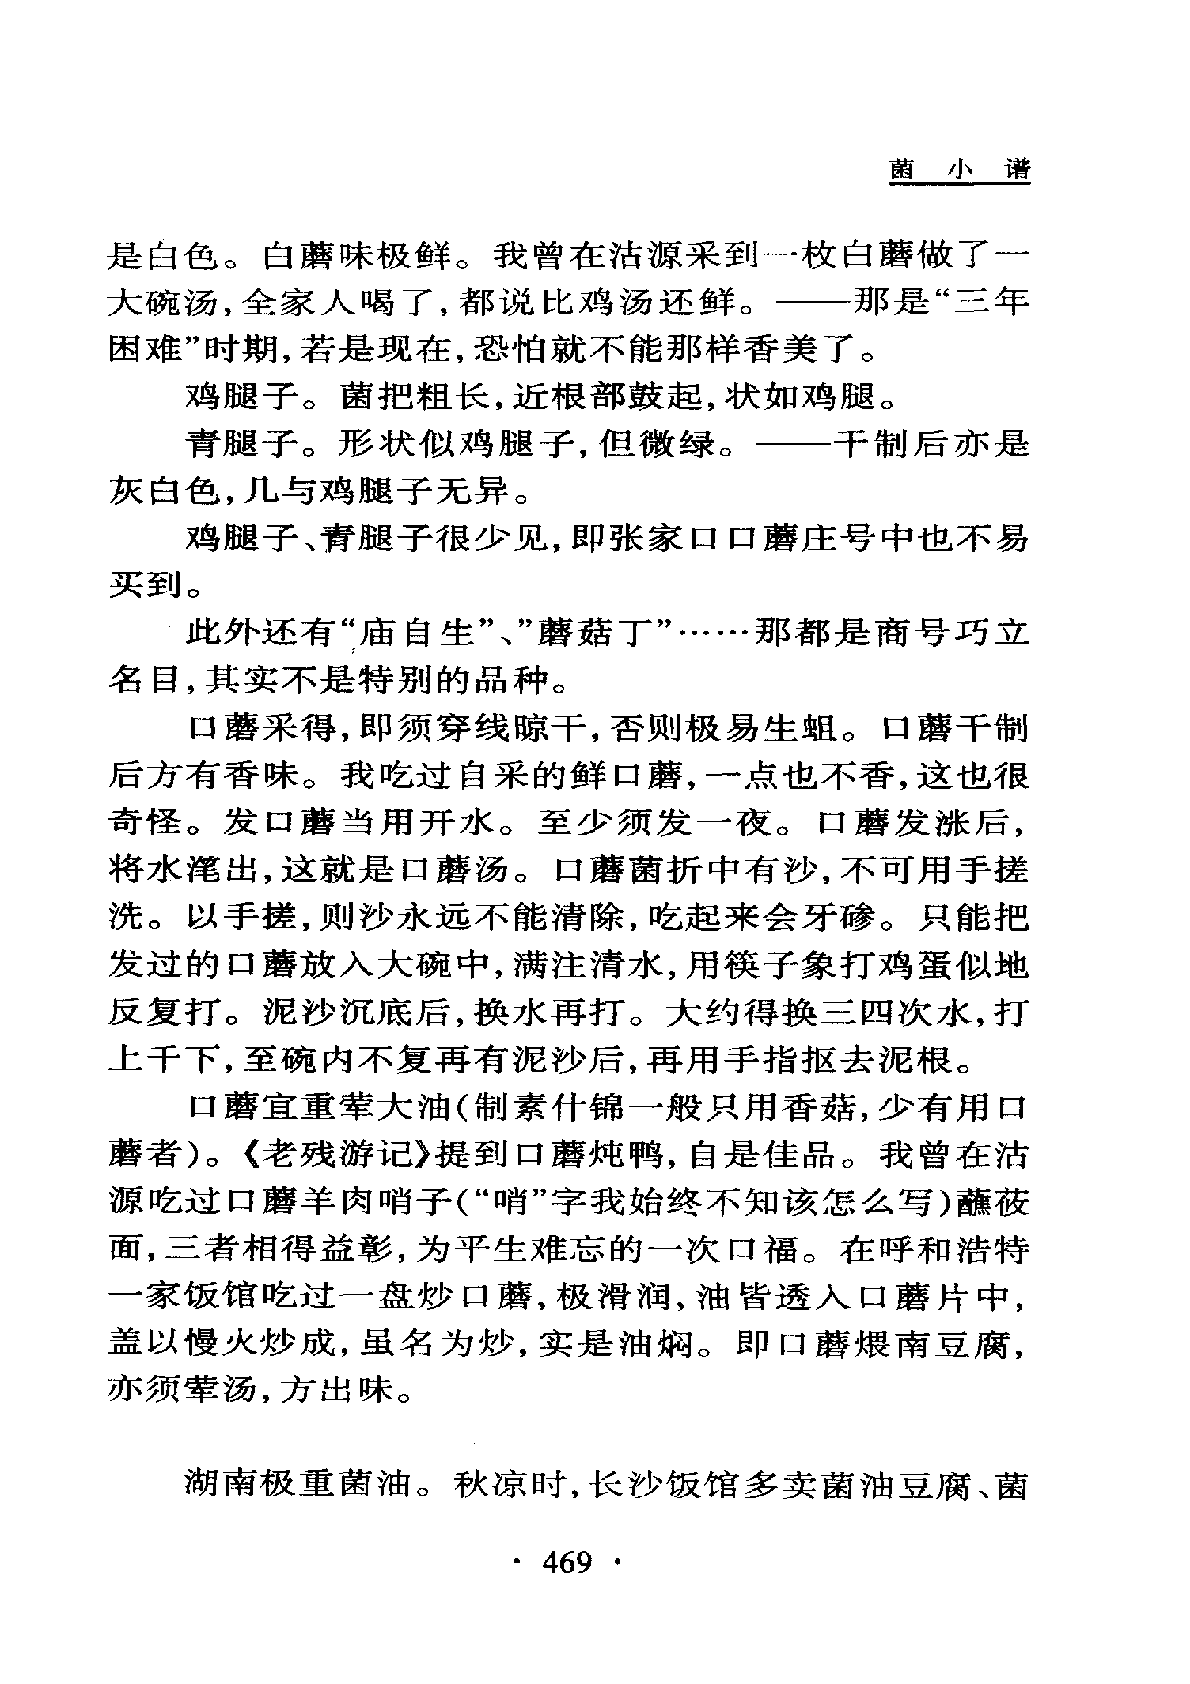 菌小谱
是白色。白蘑味极鲜。我曾在沽源采到一枚白蘑做了一
大碗汤,全家人喝了,都说比鸡汤还鲜。——那是“三年
困难”时期,若是现在,恐怕就不能那样香美了。
鸡腿子。菌把粗长,近根部鼓起,状如鸡腿。
青腿子。形状似鸡腿子,但微绿。——干制后亦是
灰白色,几与鸡腿子无异。
鸡腿子、青腿子很少见,即张家口口蘑庄号中也不易
买到。
此外还有“庙自生”、”蘑菇丁”……那都是商号巧立
名目,其实不是特别的品种。
口蘑采得,即须穿线晾干,否则极易生蛆。口蘑干制
后方有香味。我吃过自采的鲜口蘑,一点也不香,这也很
奇怪。发口蘑当用开水。至少须发一夜。口蘑发涨后,
将水滗出,这就是口蘑汤。口蘑菌折中有沙,不可用手搓
洗。以手搓,则沙永远不能清除,吃起来会牙碜。只能把
发过的口蘑放入大碗中,满注清水,用筷子象打鸡蛋似地
反复打。泥沙沉底后,换水再打。大约得换三四次水,打
上千下,至碗内不复再有泥沙后,再用手指抠去泥根。
口蘑宜重荤大油(制素什锦一般只用香菇,少有用口
蘑者)。《老残游记》提到口蘑炖鸭,自是佳品。我曾在沽
源吃过口蘑羊肉哨子(“哨”字我始终不知该怎么写)蘸莜
面,三者相得益彰,为平生难忘的一次口福。在呼和浩特
一家饭馆吃过一盘炒口蘑,极滑润,油皆透入口蘑片中,
盖以慢火炒成,虽名为炒,实是油焖。即口蘑煨南豆腐,
亦须荤汤,方出味。
湖南极重菌油。秋凉时,长沙饭馆多卖菌油豆腐、菌
· 469 ·